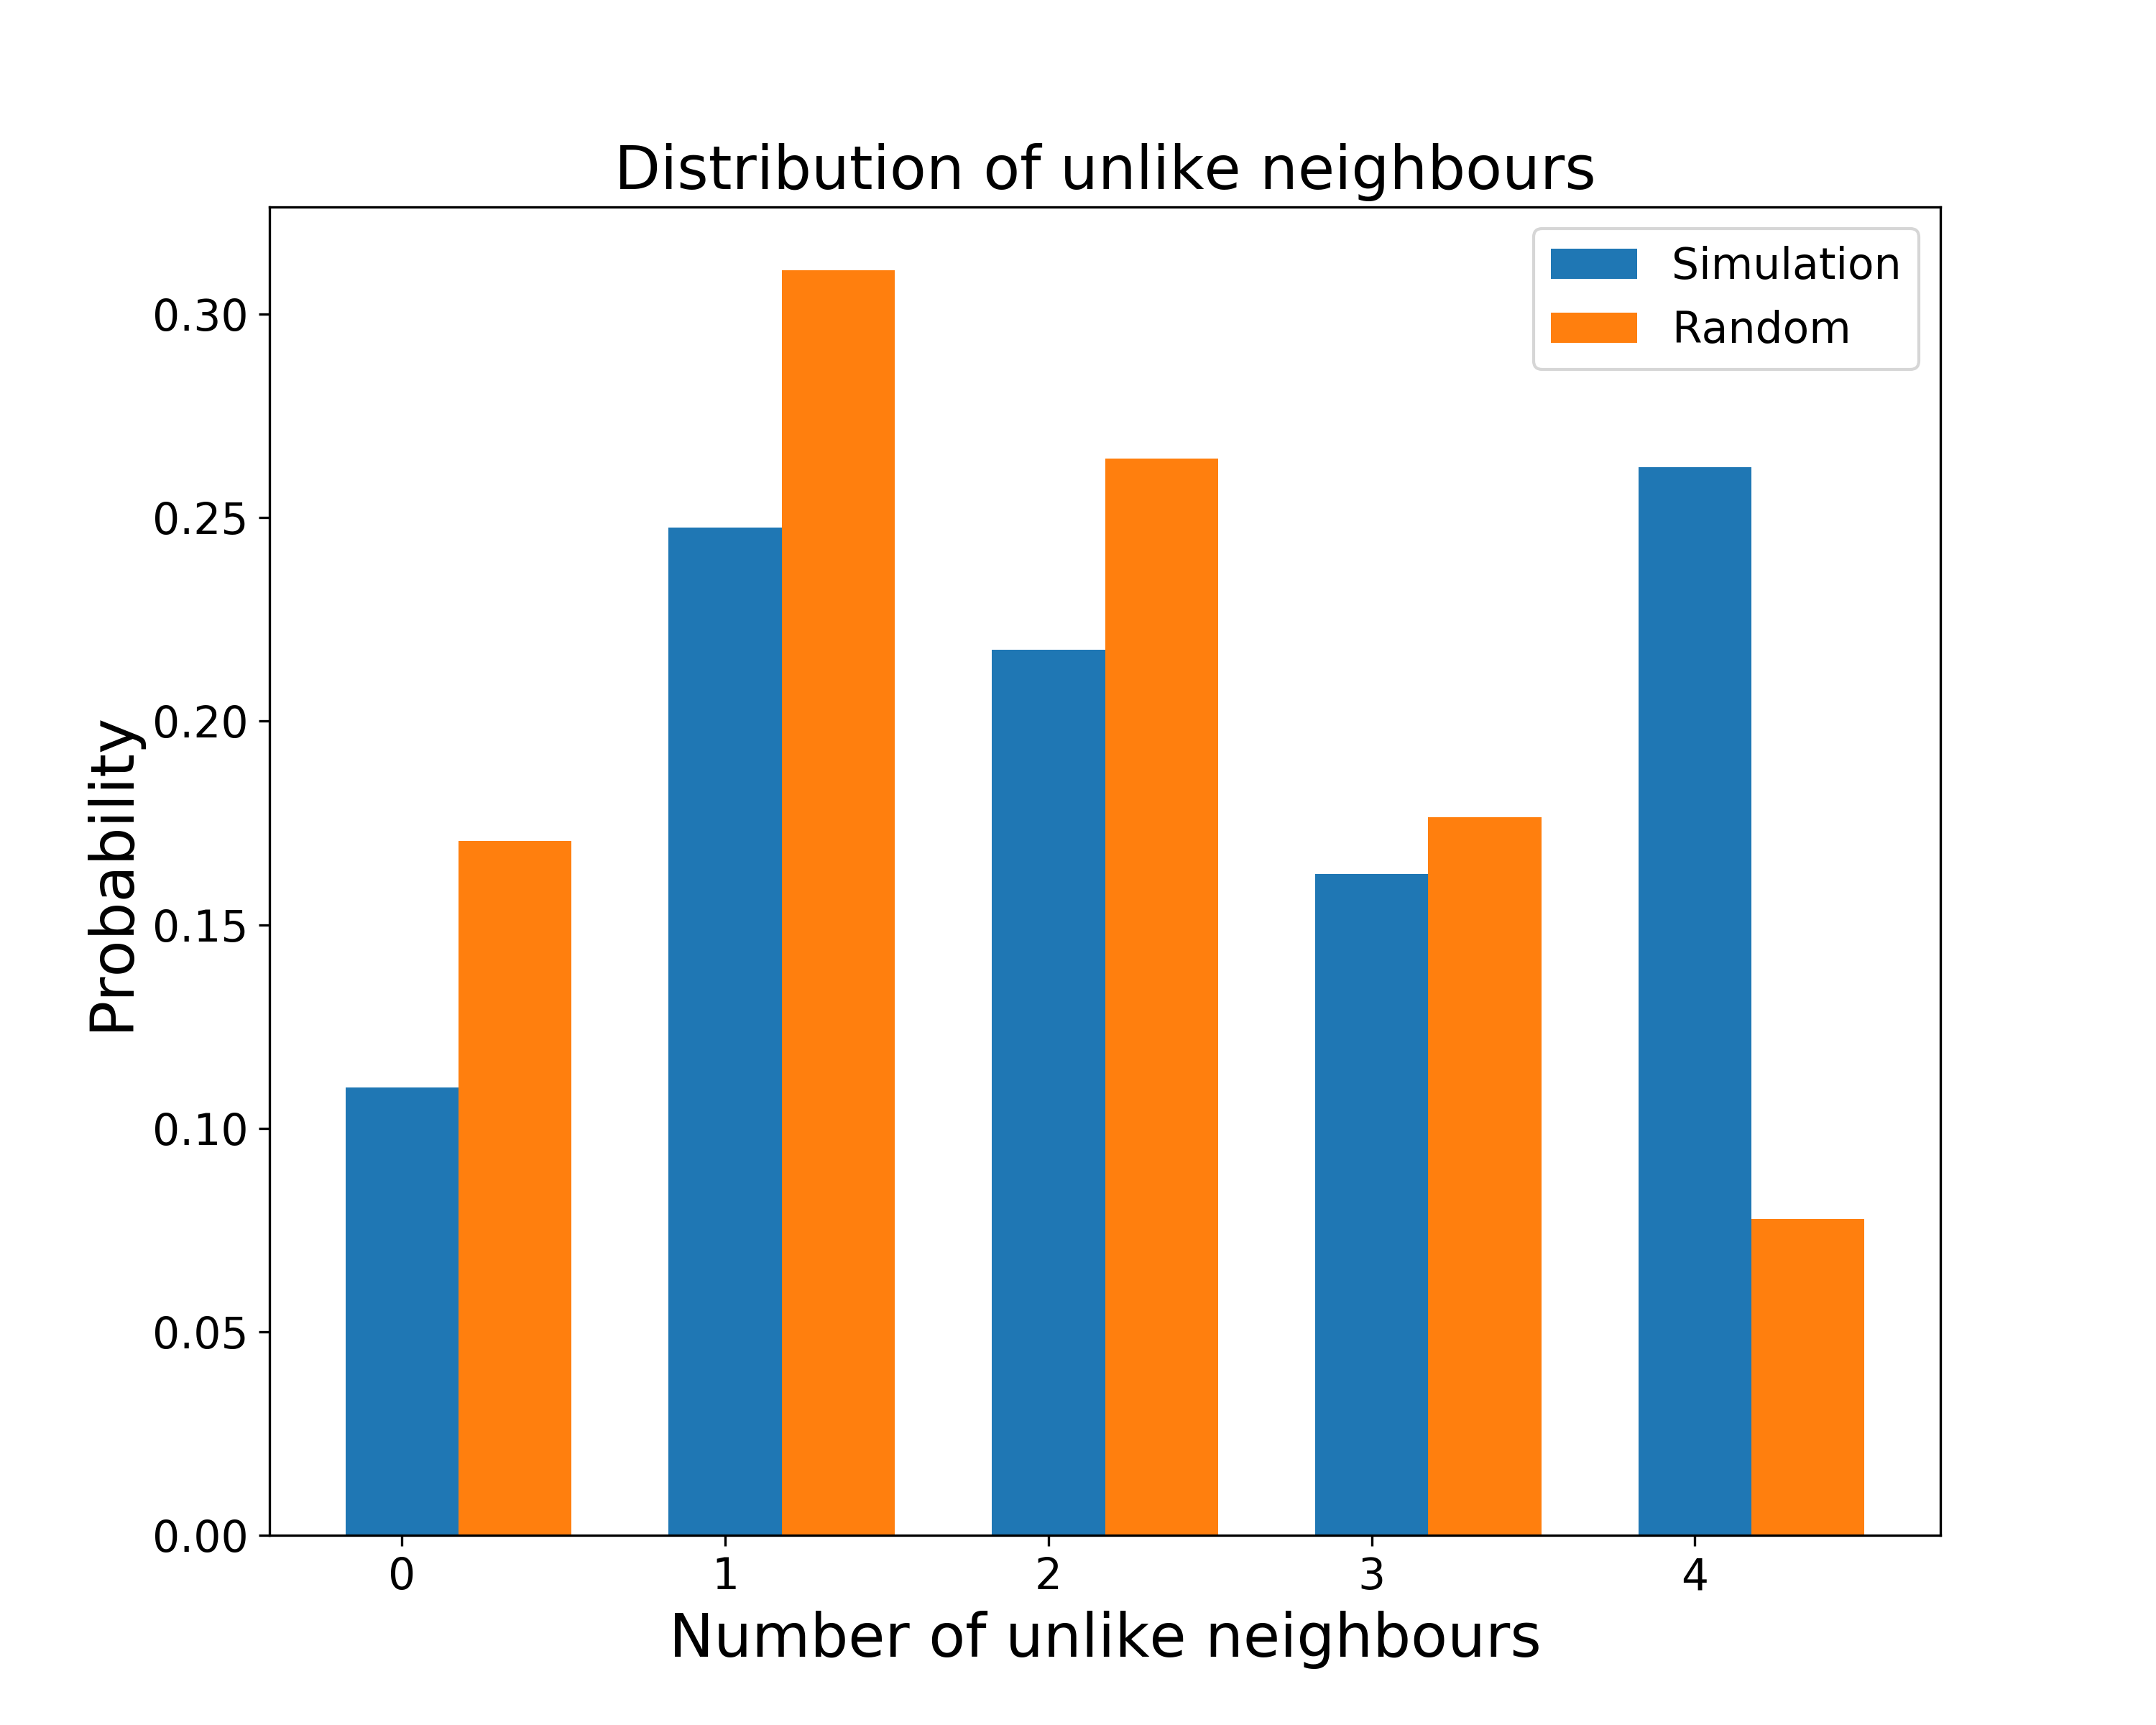 Distribution of unlike neighbours
Simulation
Random
0.30
0.25
0.20
0.15
0.10
0.05
0.00
Probability
0 1 2 3 4
Number of unlike neighbours